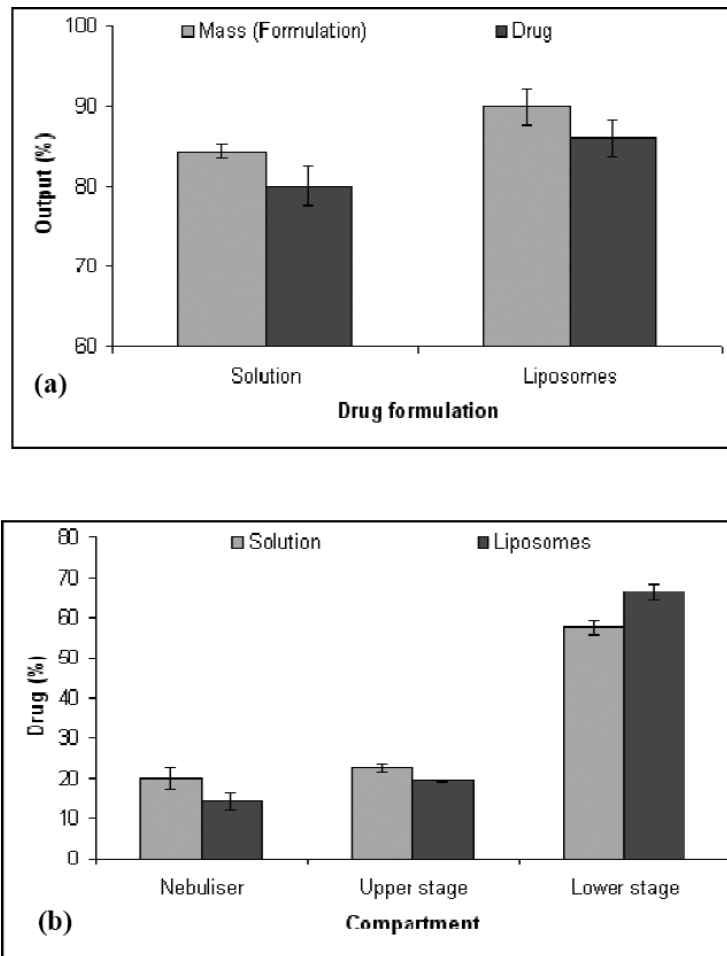 100
90
80
70
60
Output (%)
Mass (Formulation) Drug
Solution Liposomes
Drug formulation
(a)
80
70
60
50
40
30
20
10
0
Drug (%)
Solution Liposomes
Nebuliser Upper stage Lower stage
Compartment
(b)